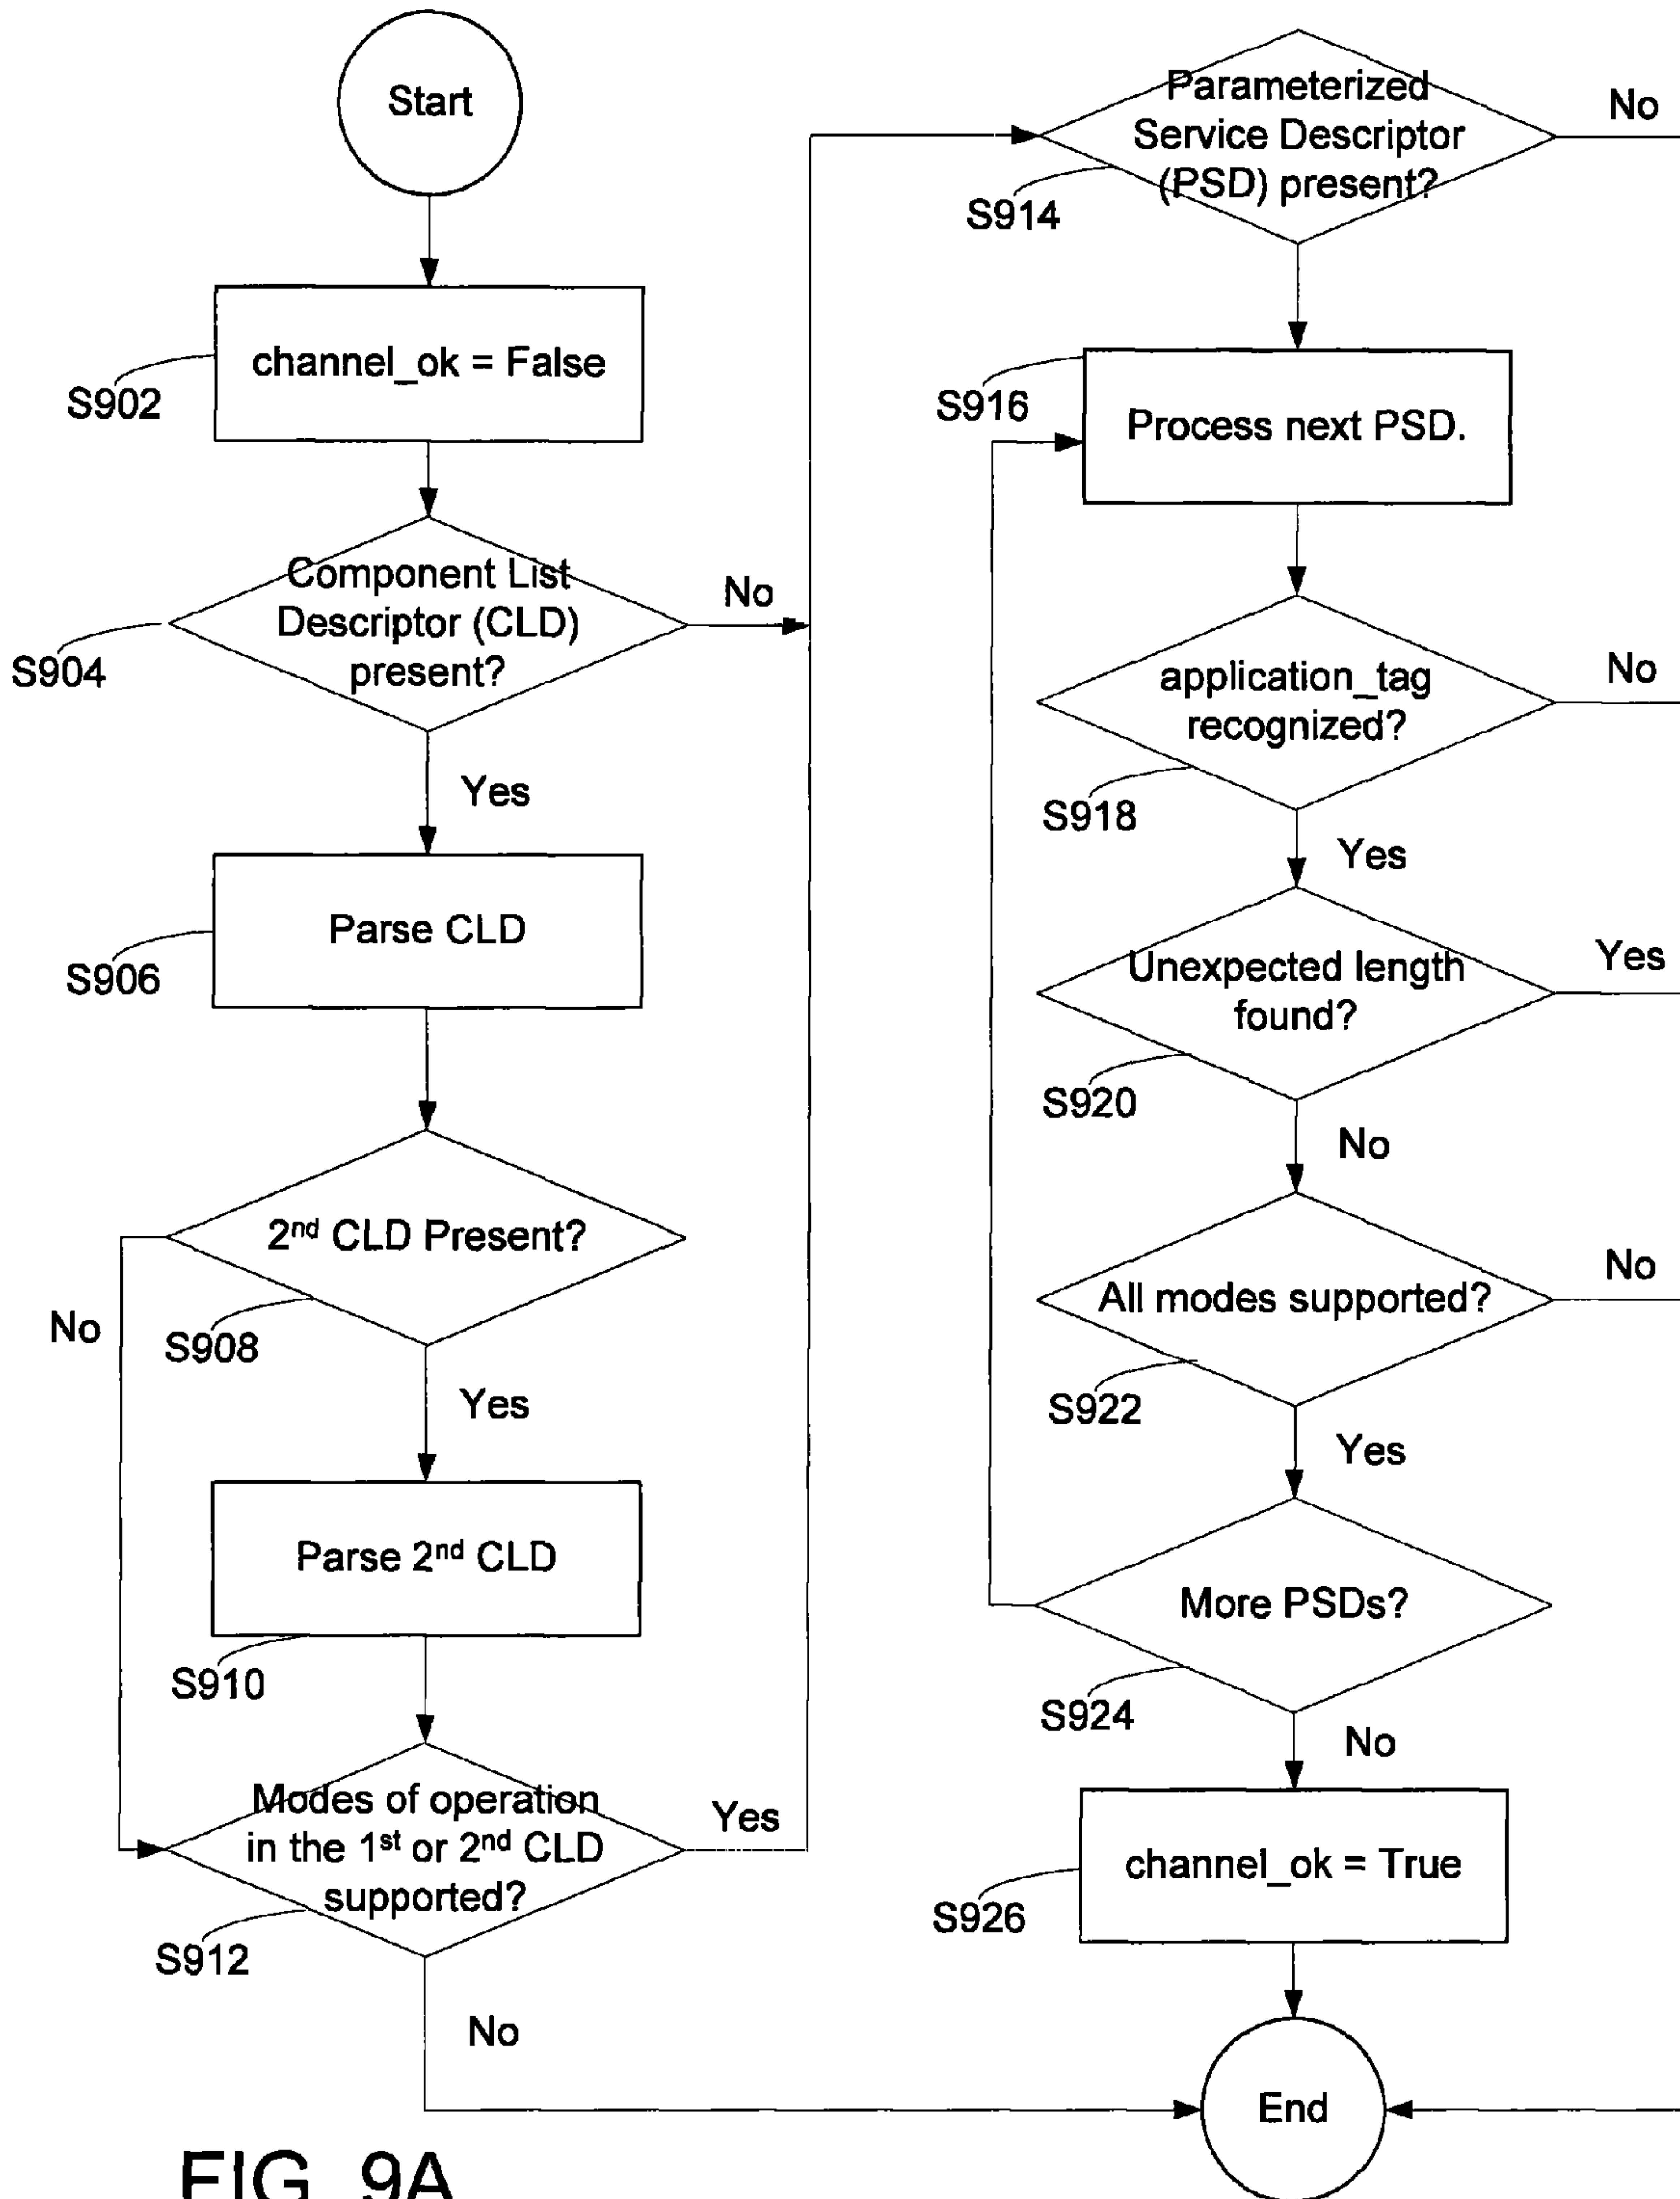 Start
channel_ok = False
S902
Component List
Descriptor (CLD)
present?
No
S904
Yes
Parse CLD
S906
2nd CLD Present?
No
S908
Yes
Parse 2nd CLD
S910
Modes of operation
in the 1st or 2nd CLD
supported?
Yes
S912
No
Parameterized
Service Descriptor
(PSD) present?
No
S914
Process next PSD.
S916
application_tag
recognized?
No
S918
Yes
Unexpected length
found?
Yes
S920
No
All modes supported?
No
S922
Yes
More PSDs?
S924
No
channel_ok = True
S926
End
FIG. 9A